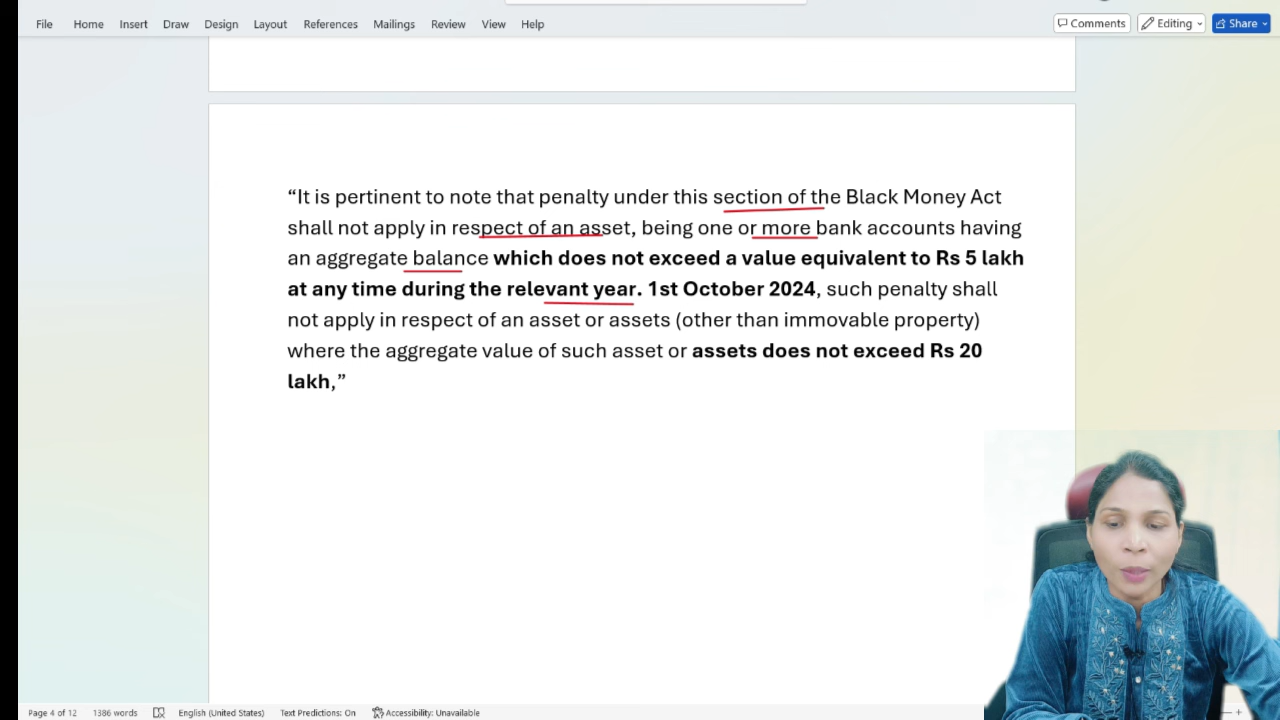 File Home Insert Draw Design Layout References Mailings Review View Help Comments Editing Share
“It is pertinent to note that penalty under this section of the Black Money Act
shall not apply in respect of an asset, being one or more bank accounts having
an aggregate balance which does not exceed a value equivalent to Rs 5 lakh
at any time during the relevant year. 1st October 2024, such penalty shall
not apply in respect of an asset or assets (other than immovable property)
where the aggregate value of such asset or assets does not exceed Rs 20
lakh,”
Page 4 of 12 1386 words English (United States) Text Predictions: On Accessibility: Unavailable